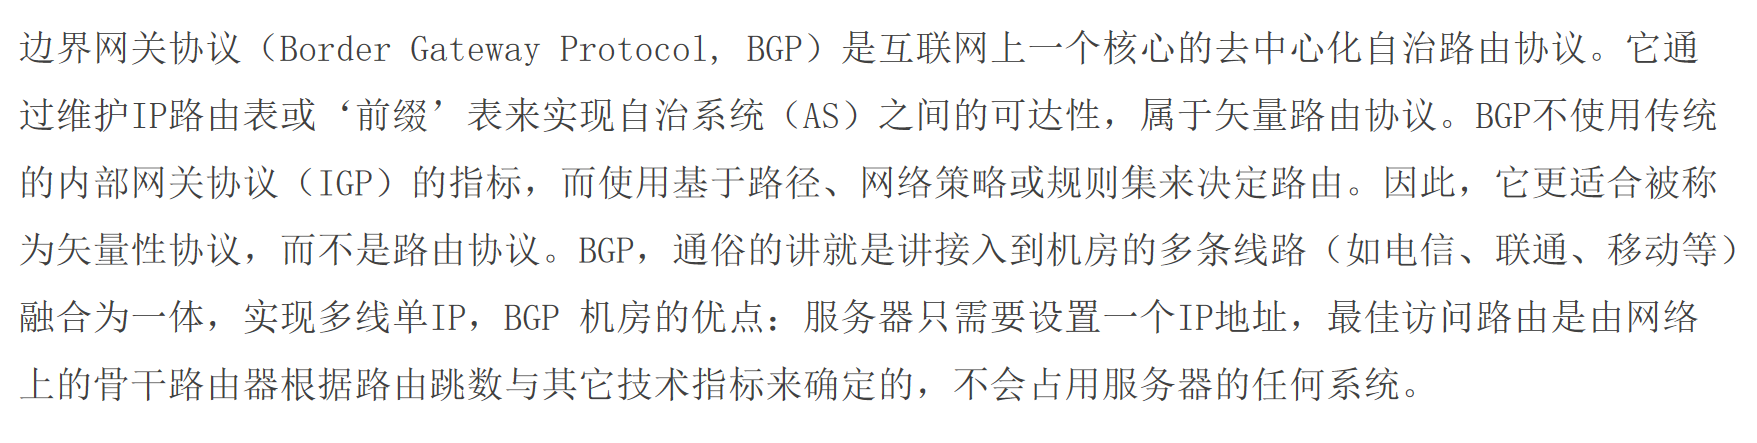 边界网关协议（Border Gateway Protocol, BGP）是互联网上一个核心的去中心化自治路由协议。它通
过维护IP路由表或‘前缀’表来实现自治系统（AS）之间的可达性，属于矢量路由协议。BGP不使用传统
的内部网关协议（IGP）的指标，而使用基于路径、网络策略或规则集来决定路由。因此，它更适合被称
为矢量性协议，而不是路由协议。BGP，通俗的讲就是讲接入到机房的多条线路（如电信、联通、移动等）
融合为一体，实现多线单IP，BGP 机房的优点：服务器只需要设置一个IP地址，最佳访问路由是由网络
上的骨干路由器根据路由跳数与其它技术指标来确定的，不会占用服务器的任何系统。